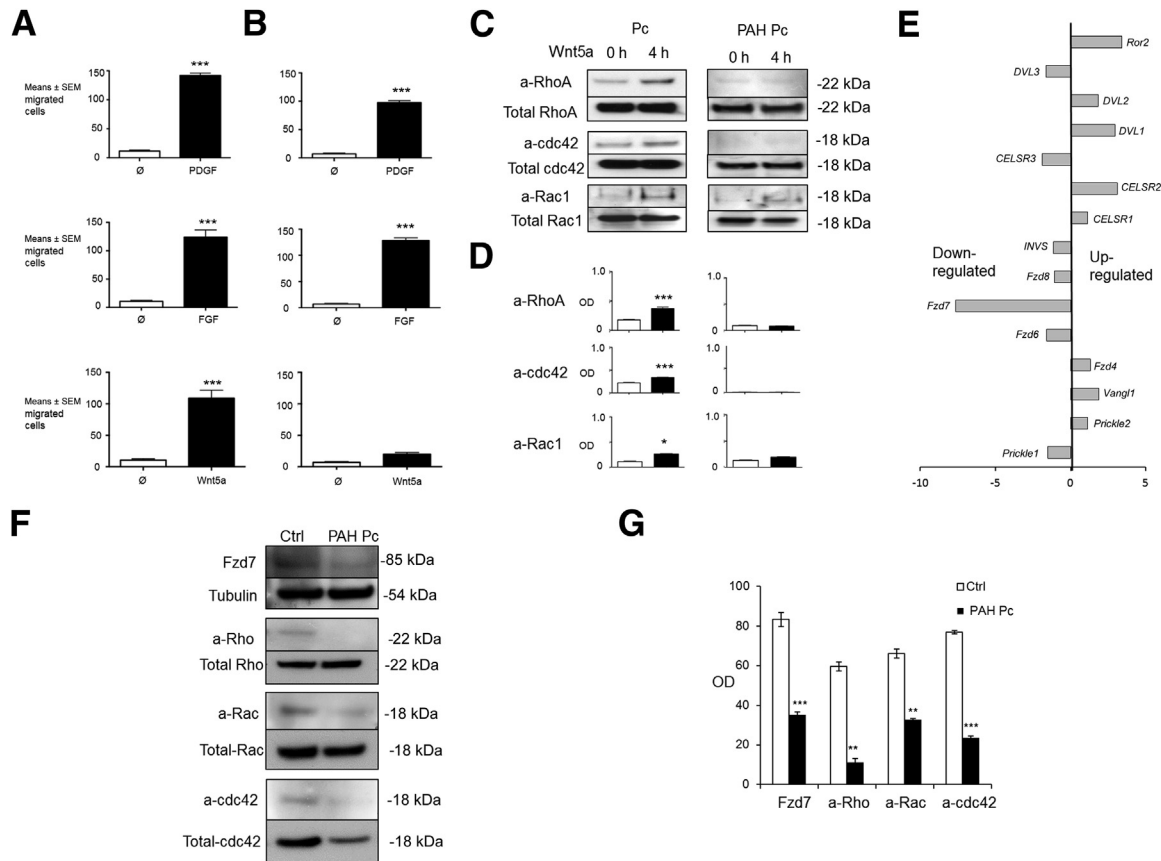 A
Means ± SEM
migrated
cells
150
100
50
0
***
Ø
PDGF
Means ± SEM
migrated
cells
150
100
50
0
***
Ø
FGF
Means ± SEM
migrated
cells
150
100
50
0
***
Ø
Wnt5a
B
150
100
50
0
***
Ø
PDGF
150
100
50
0
***
Ø
FGF
150
100
50
0
Ø
Wnt5a
C
Pc
PAH Pc
Wnt5a
0 h
4 h
0 h
4 h
a-RhoA
-22 kDa
Total RhoA
-22 kDa
a-cdc42
-18 kDa
Total cdc42
-18 kDa
a-Rac1
-18 kDa
Total Rac1
-18 kDa
D
a-RhoA
OD
1.0
0
***
1.0
0
a-cdc42
OD
1.0
0
***
1.0
0
a-Rac1
OD
1.0
0
*
1.0
0
E
Ror2
DVL3
DVL2
DVL1
CELSR3
CELSR2
CELSR1
INVS
Down-
regulated
Up-
regulated
Fzd8
Fzd7
Fzd6
Fzd4
Vangl1
Prickle2
Prickle1
-10
-5
0
5
F
Ctrl
PAH Pc
Fzd7
-85 kDa
Tubulin
-54 kDa
a-Rho
-22 kDa
Total Rho
-22 kDa
a-Rac
-18 kDa
Total-Rac
-18 kDa
a-cdc42
-18 kDa
Total-cdc42
-18 kDa
G
100
80
60
40
20
0
OD
Ctrl
PAH Pc
***
**
**
***
Fzd7
a-Rho
a-Rac
a-cdc42